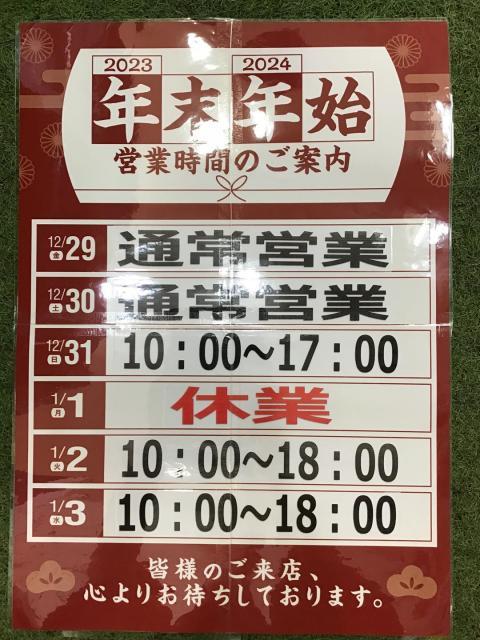 2023 2024
年末年始
営業時間のご案内
12/29 金 通常営業
12/30 土 通常営業
12/31 日 10：00〜17：00
1/1 月 休業
1/2 火 10：00〜18：00
1/3 水 10：00〜18：00
皆様のご来店、
心よりお待ちしております。